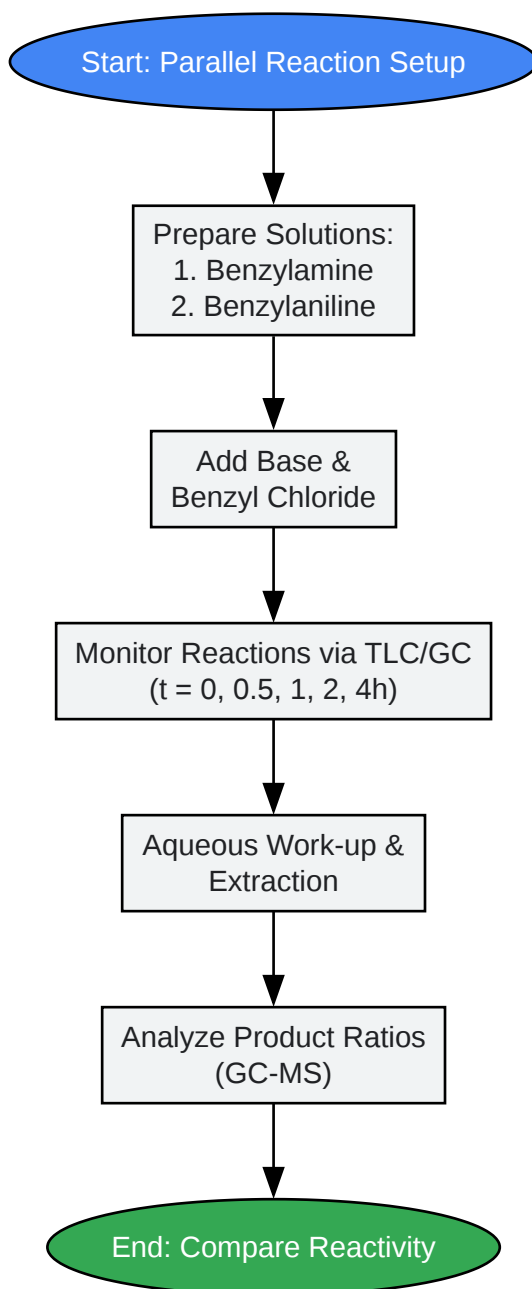 Start: Parallel Reaction Setup
Prepare Solutions:
1. Benzylamine
2. Benzylaniline
Add Base &
Benzyl Chloride
Monitor Reactions via TLC/GC
(t = 0, 0.5, 1, 2, 4h)
Aqueous Work-up &
Extraction
Analyze Product Ratios
(GC-MS)
End: Compare Reactivity